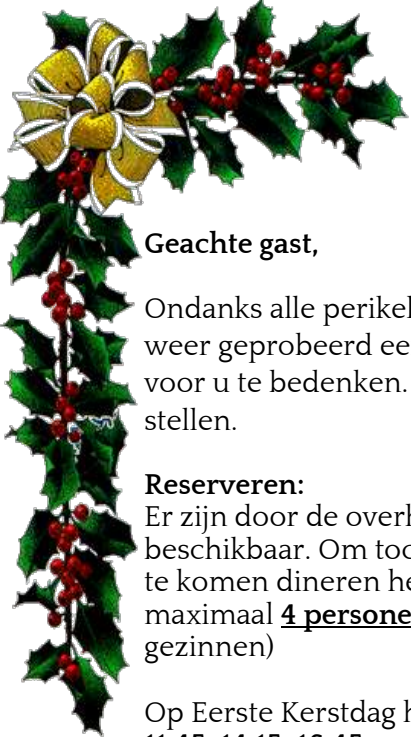 Geachte gast,
Ondanks alle perikel
weer geprobeerd ee
voor u te bedenken.
stellen.
Reserveren:
Er zijn door de overh
beschikbaar. Om too
te komen dineren he
maximaal 4 persone
gezinnen)
Op Eerste Kerstdag h